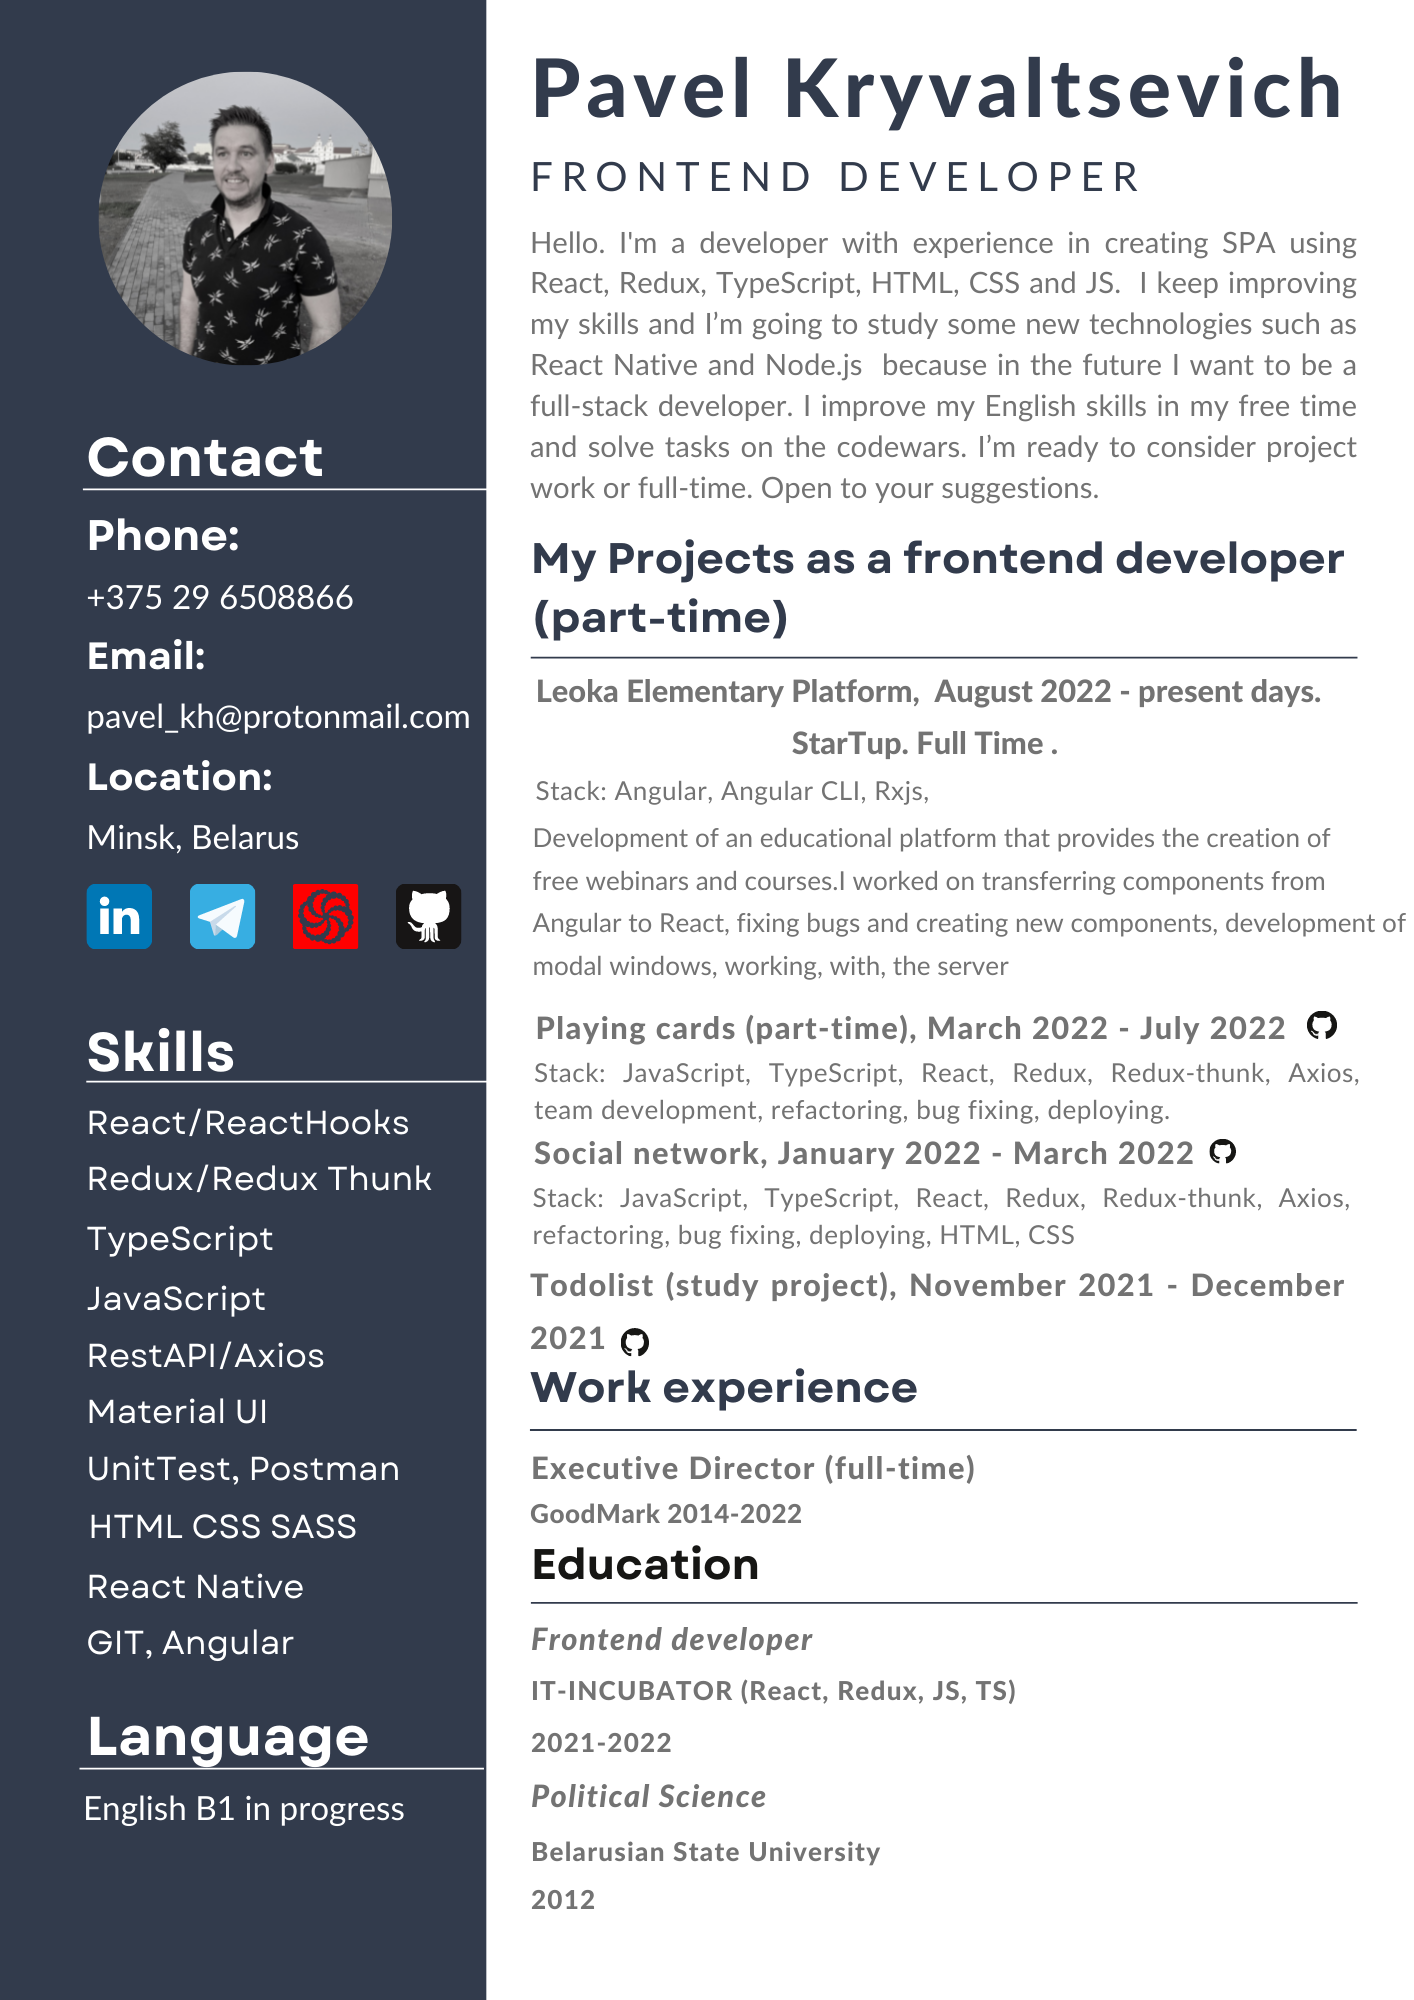 Pavel Kryvaltsevich
FRONTEND DEVELOPER
Hello. I'm a developer with experience in creating SPA using
React, Redux, TypeScript, HTML, CSS and JS. I keep improving
my skills and I’m going to study some new technologies such as
React Native and Node.js because in the future I want to be a
full-stack developer. I improve my English skills in my free time
and solve tasks on the codewars. I’m ready to consider project
work or full-time. Open to your suggestions.
Contact
Phone:
+375 29 6508866
Email:
pavel_kh@protonmail.com
Location:
Minsk, Belarus
in
Skills
React/ReactHooks
Redux/Redux Thunk
TypeScript
JavaScript
RestAPI/Axios
Material UI
UnitTest, Postman
HTML CSS SASS
React Native
GIT, Angular
Language
English B1 in progress
My Projects as a frontend developer
(part-time)
Leoka Elementary Platform, August 2022 - present days.
StarTup. Full Time .
Stack: Angular, Angular CLI, Rxjs,
Development of an educational platform that provides the creation of
free webinars and courses.I worked on transferring components from
Angular to React, fixing bugs and creating new components, development of
modal windows, working, with, the server
Playing cards (part-time), March 2022 - July 2022
Stack: JavaScript, TypeScript, React, Redux, Redux-thunk, Axios,
team development, refactoring, bug fixing, deploying.
Social network, January 2022 - March 2022
Stack: JavaScript, TypeScript, React, Redux, Redux-thunk, Axios,
refactoring, bug fixing, deploying, HTML, CSS
Todolist (study project), November 2021 - December
2021
Work experience
Executive Director (full-time)
GoodMark 2014-2022
Education
Frontend developer
IT-INCUBATOR (React, Redux, JS, TS)
2021-2022
Political Science
Belarusian State University
2012